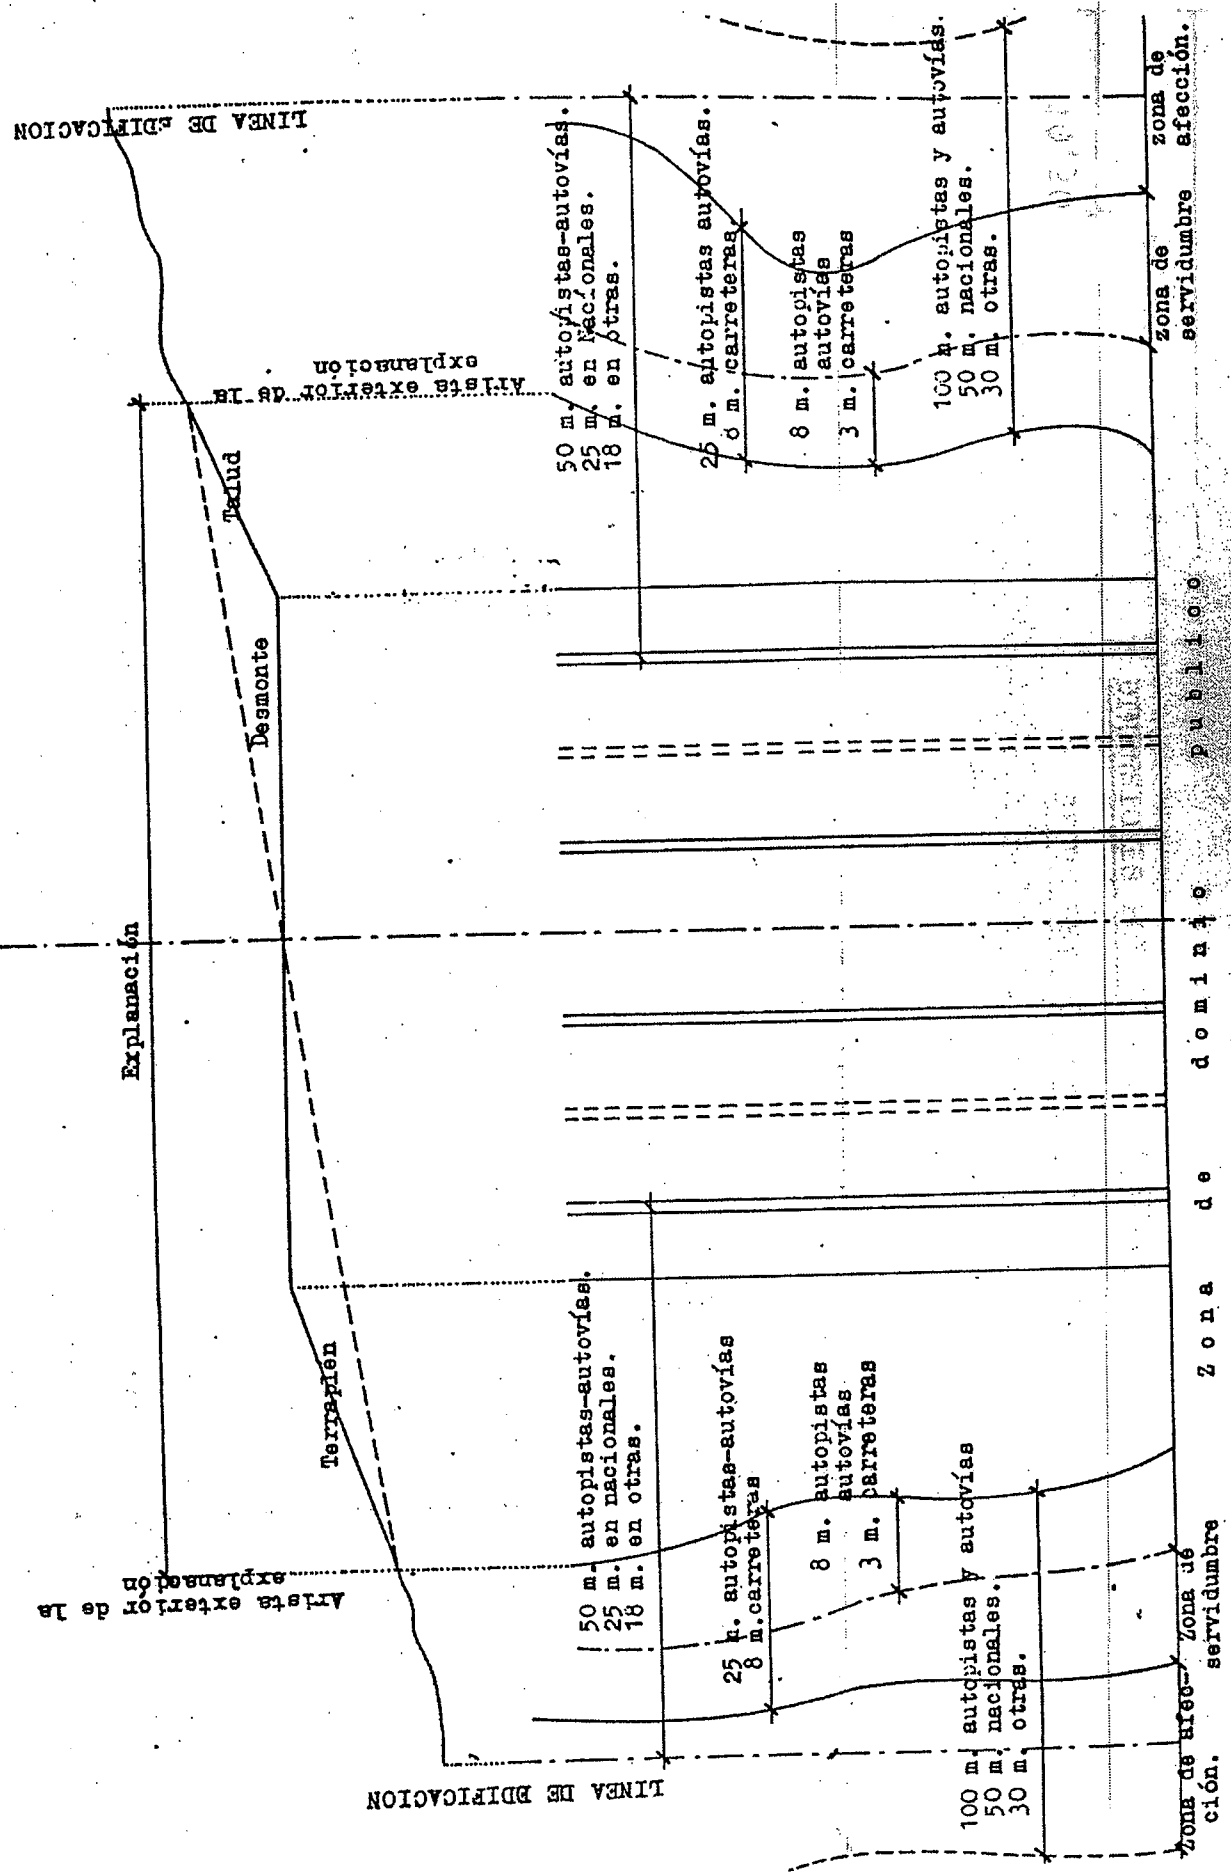 Explanación
LINEA DE EDIFICACION
Arista exterior de la
explanación
Talud
Desmonte
Terraplén
Arista exterior de la
explanación
LINEA DE EDIFICACION
50 m. autopistas-autovías.
25 m. en nacionales.
18 m. en otras.
25 m. autopistas-autovías
8 m. carreteras
8 m. autopistas
autovías
3 m. carreteras
100 m. autopistas y autovías
50 m. nacionales.
30 m. otras.
50 m. autopistas-autovías.
25 m. en Nacionales.
18 m. en otras.
25 m. autopistas autovías.
8 m. carreteras
8 m. autopistas
autovías
3 m. carreteras
100 m. autopistas y autovías.
50 m. nacionales.
30 m. otras.
Zona de afec-
ción.
Zona de
servidumbre
Zona de dominio publico
zona de
servidumbre
zona de
afección.